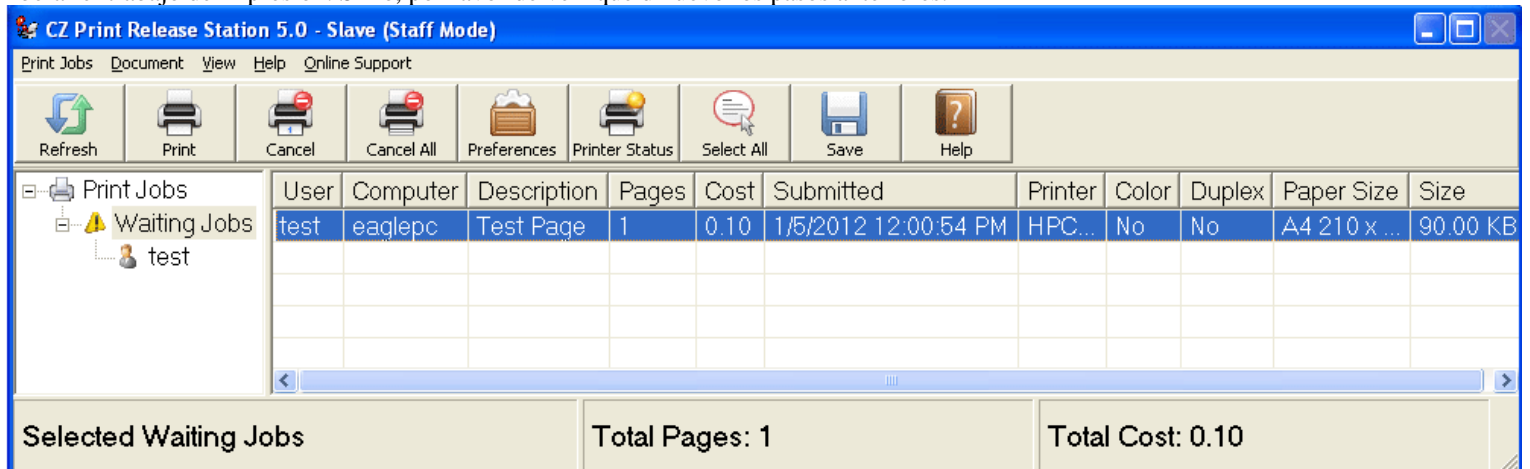 CZ Print Release Station 5.0 - Slave (Staff Mode)
Print Jobs Document View Help Online Support
Refresh Print Cancel Cancel All Preferences Printer Status Select All Save Help
Print Jobs
Waiting Jobs
test
User Computer Description Pages Cost Submitted Printer Color Duplex Paper Size Size
test eaglepc Test Page 1 0.10 1/5/2012 12:00:54 PM HPC... No No A4 210 x ... 90.00 KB
Selected Waiting Jobs Total Pages: 1 Total Cost: 0.10